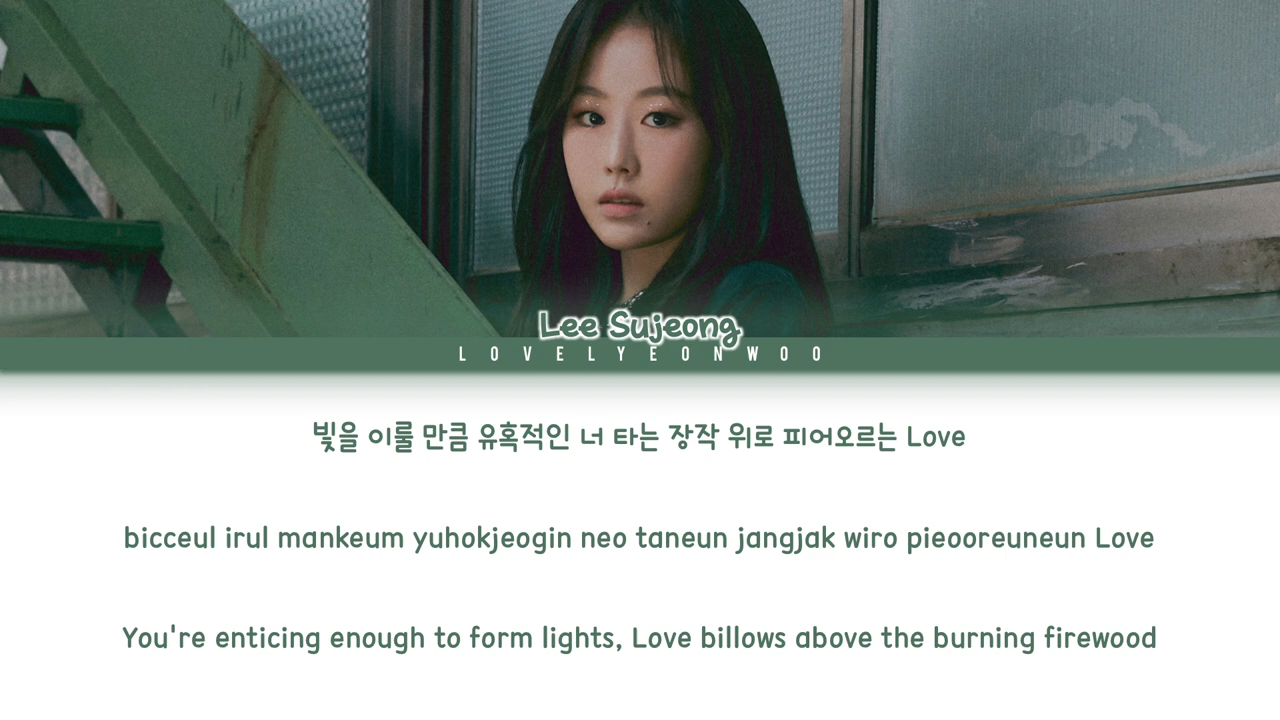 Lee Sujeong
LOVELYEONWOO
빛을 이룰 만큼 유혹적인 너 타는 장작 위로 피어오르는 Love
bicceul irul mankeum yuhokjeogin neo taneun jangjak wiro pieooreuneun Love
You're enticing enough to form lights, Love billows above the burning firewood